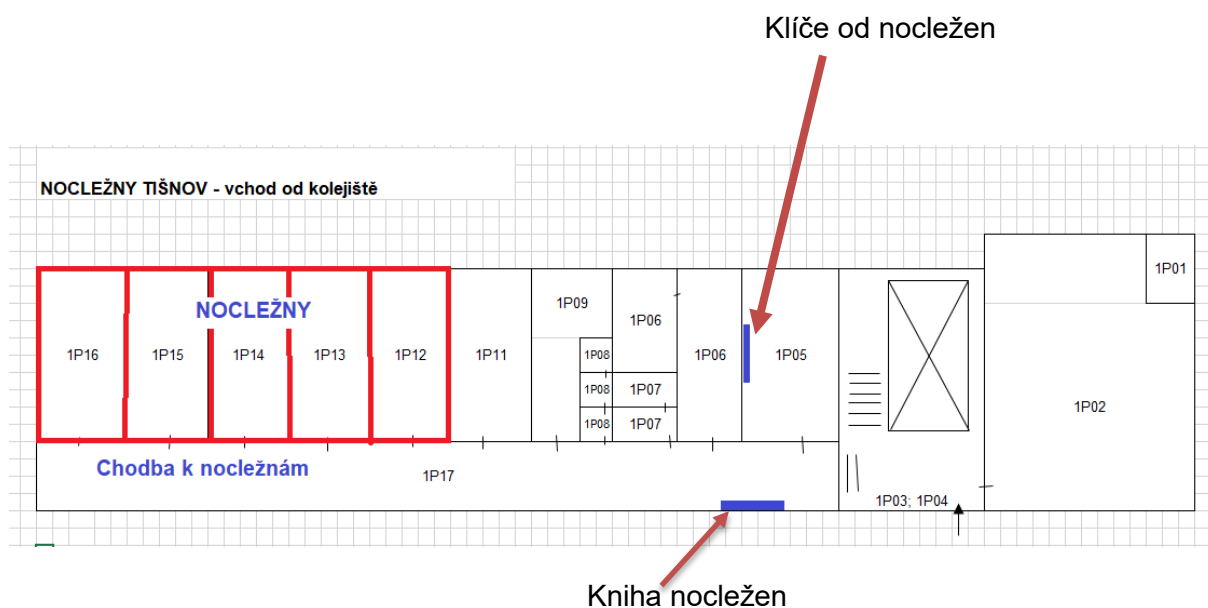 Klíče od nocležen
NOCLEŽNY TIŠNOV - vchod od kolejiště
1P01
NOCLEŽNY
1P09
1P06
1P16
1P15
1P14
1P13
1P12
1P11
1P08
1P06
1P05
1P08
1P07
1P02
1P08
1P07
Chodba k nocležnám
1P17
1P03; 1P04
Kniha nocležen